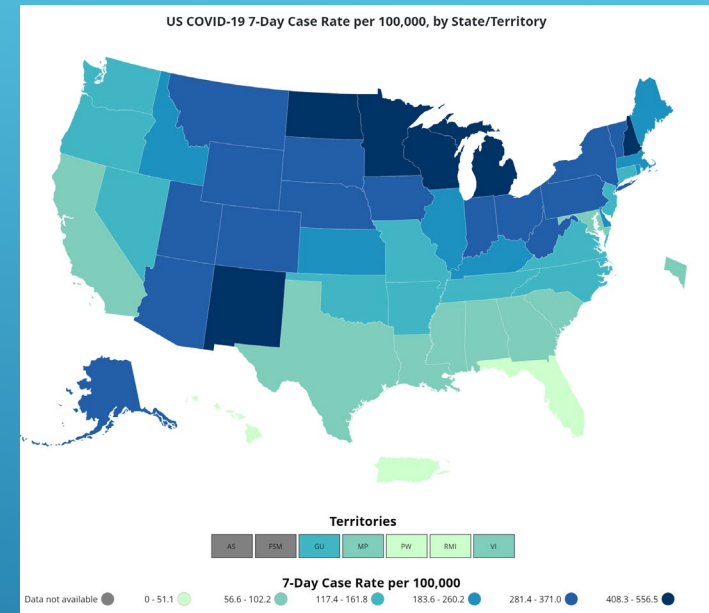 US COVID-19 7-Day Case Rate per 100,000, by State/Territory
Territories
AS FSM GU MP PW RMI VI
7-Day Case Rate per 100,000
Data not available 0 - 51.1 56.6 - 102.2 117.4 - 161.8 183.6 - 260.2 281.4 - 371.0 408.3 - 556.5